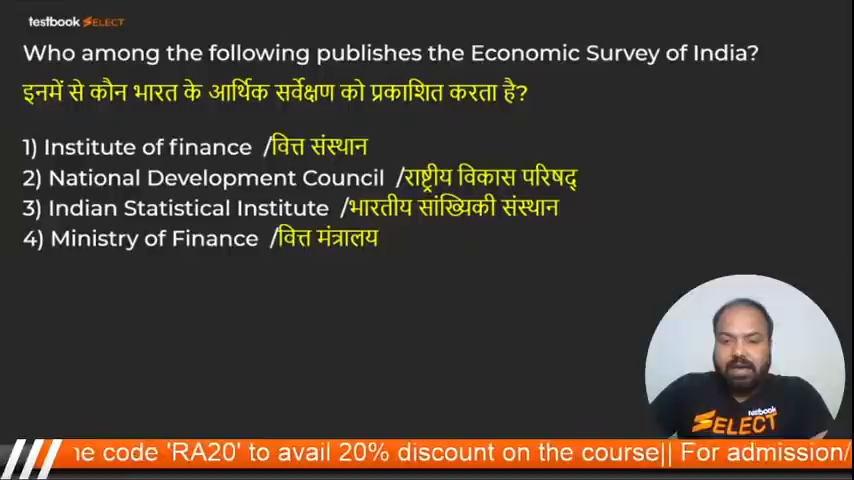 testbook SELECT
Who among the following publishes the Economic Survey of India?
इनमें से कौन भारत के आर्थिक सर्वेक्षण को प्रकाशित करता है?
1) Institute of finance /वित्त संस्थान
2) National Development Council /राष्ट्रीय विकास परिषद्
3) Indian Statistical Institute /भारतीय सांख्यिकी संस्थान
4) Ministry of Finance /वित्त मंत्रालय
testbook
SELECT
code 'RA20' to avail 20% discount on the course|| For admission/